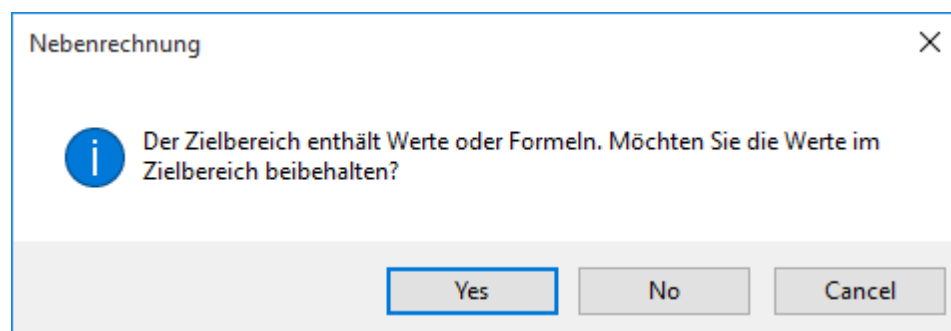 Nebenrechnung
Der Zielbereich enthält Werte oder Formeln. Möchten Sie die Werte im
Zielbereich beibehalten?
Yes No Cancel